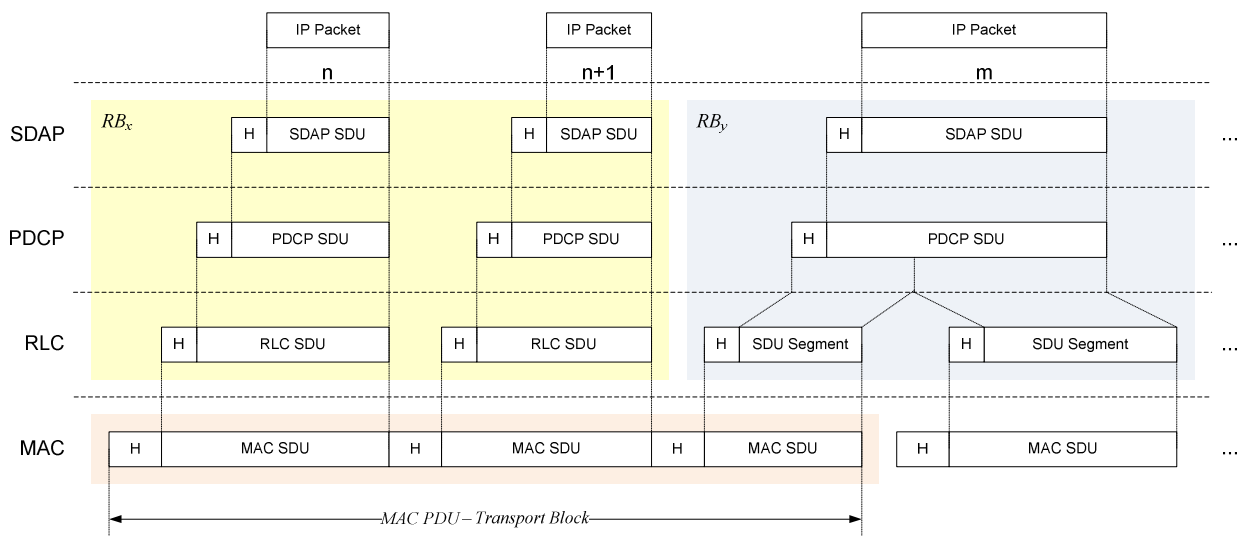 IP Packet IP Packet IP Packet
n n+1 m
RBx RBy
SDAP H SDAP SDU H SDAP SDU H SDAP SDU ...
PDCP H PDCP SDU H PDCP SDU H PDCP SDU ...
RLC H RLC SDU H RLC SDU H SDU Segment H SDU Segment ...
MAC H MAC SDU H MAC SDU H MAC SDU H MAC SDU ...
MAC PDU – Transport Block